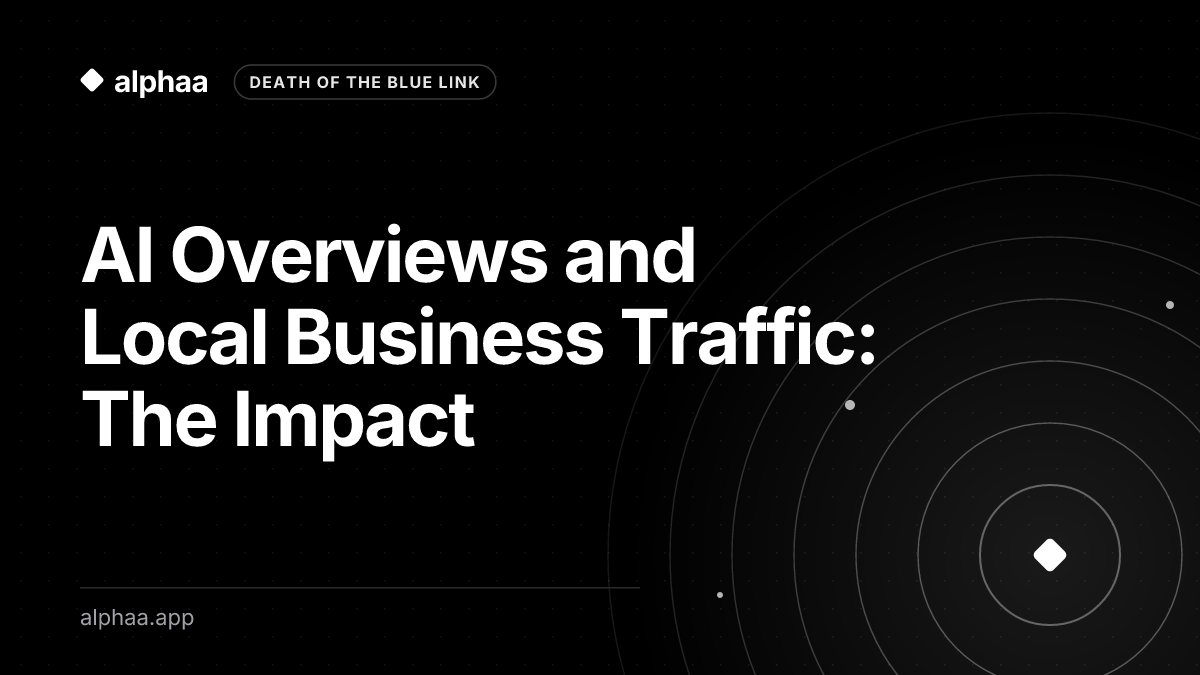 alphaa
DEATH OF THE BLUE LINK
AI Overviews and
Local Business Traffic:
The Impact
alphaa.app